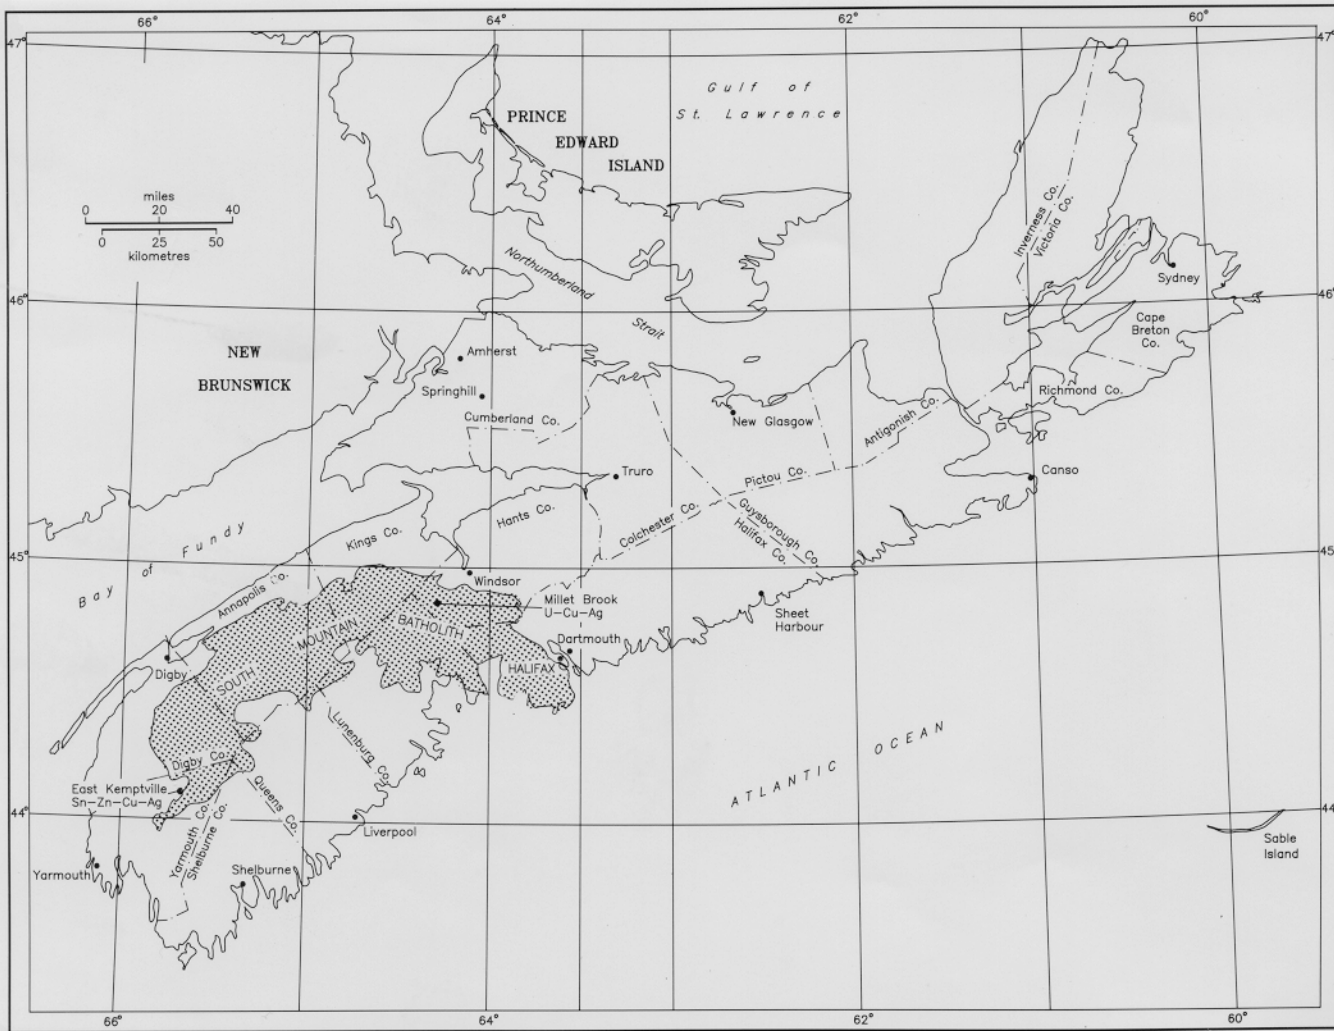 66°
64°
62°
60°
47°
47°
Gulf of
St. Lawrence
PRINCE
EDWARD
ISLAND
miles
0 20 40
0 25 50
kilometres
Inverness Co.
Victoria Co.
Northumberland
Strait
Sydney
46°
46°
Cape
Breton
Co.
NEW
BRUNSWICK
Amherst
Springhill
Cumberland Co.
Richmond Co.
New Glasgow
Antigonish Co.
Truro
Pictou Co.
Canso
Hants Co.
Colchester Co.
Guysborough Co.
Halifax Co.
Kings Co.
Bay of Fundy
45°
45°
Annapolis Co.
Windsor
Millet Brook
U-Cu-Ag
Sheet
Harbour
Dartmouth
HALIFAX
SOUTH MOUNTAIN BATHOLITH
Digby
Lunenburg Co.
Digby Co.
Queens Co.
ATLANTIC OCEAN
East Kemptville
Sn-Zn-Cu-Ag
44°
44°
Yarmouth Co.
Shelburne Co.
Liverpool
Sable
Island
Yarmouth
Shelburne
66°
64°
62°
60°